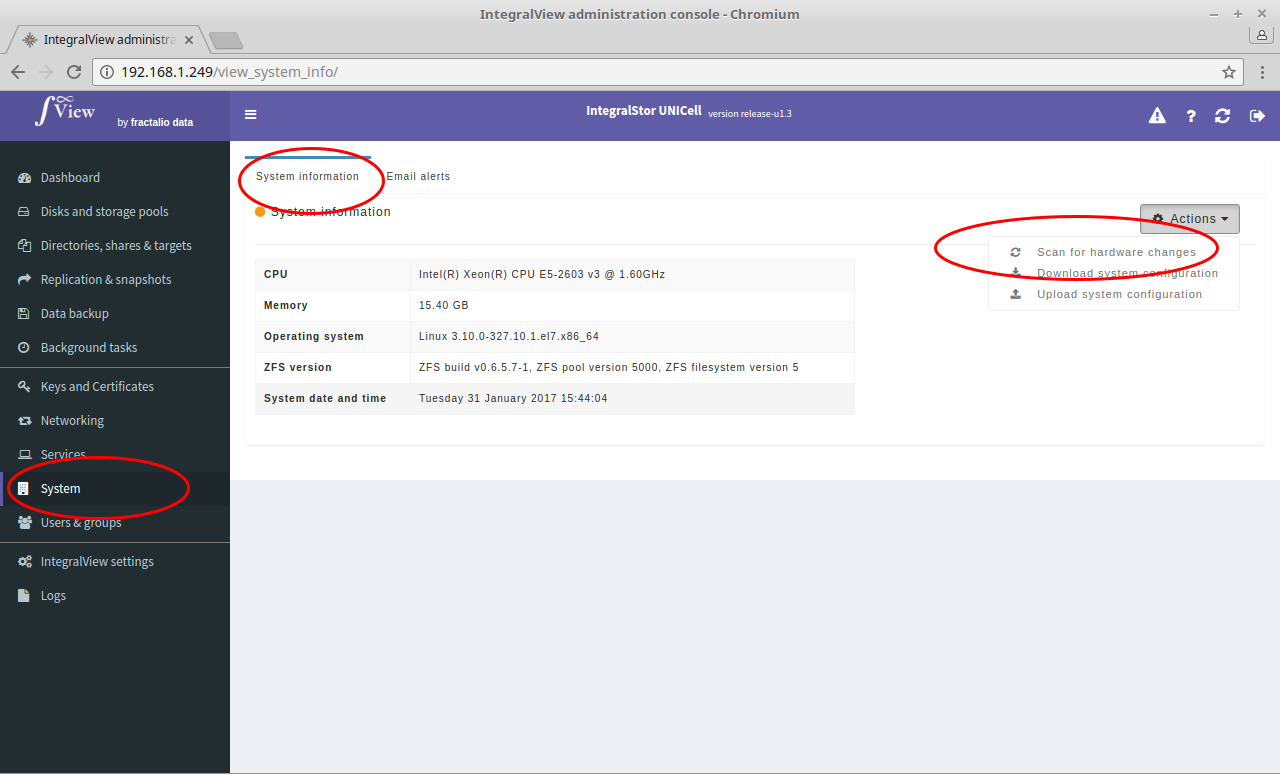 IntegralView administration console - Chromium
IntegralView administra
192.168.1.249/view_system_info/
View by fractalio data
IntegralStor UNICell version release-u1.3
Dashboard
Disks and storage pools
Directories, shares & targets
Replication & snapshots
Data backup
Background tasks
Keys and Certificates
Networking
Services
System
Users & groups
IntegralView settings
Logs
System information Email alerts
System information
Actions
Scan for hardware changes
Download system configuration
Upload system configuration
CPU Intel(R) Xeon(R) CPU E5-2603 v3 @ 1.60GHz
Memory 15.40 GB
Operating system Linux 3.10.0-327.10.1.el7.x86_64
ZFS version ZFS build v0.6.5.7-1, ZFS pool version 5000, ZFS filesystem version 5
System date and time Tuesday 31 January 2017 15:44:04